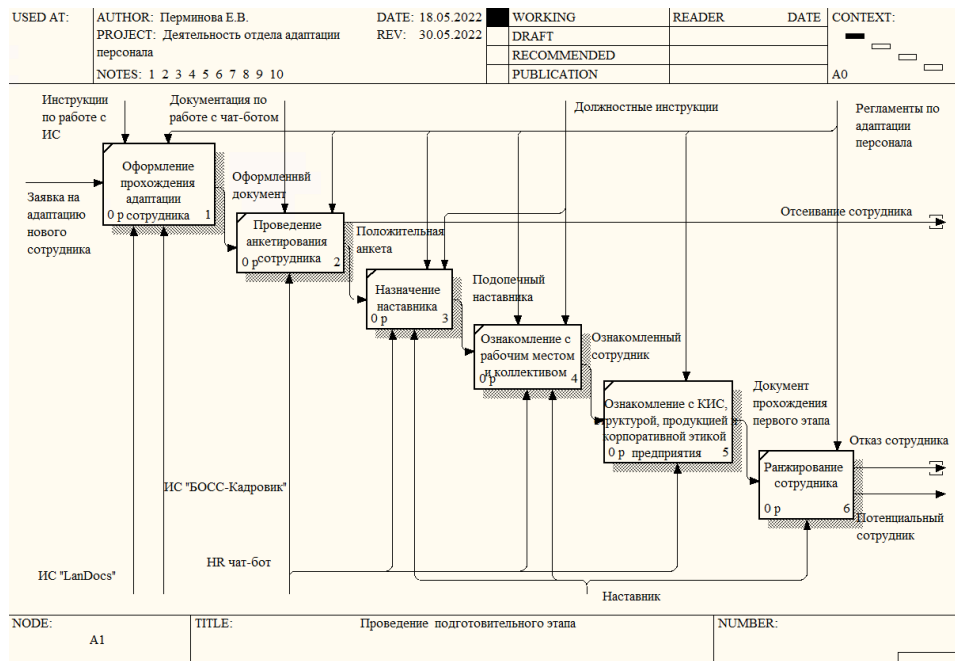 USED AT:
AUTHOR: Перминова Е.В.
DATE: 18.05.2022
PROJECT: Деятельность отдела адаптации
персонала
REV: 30.05.2022
NOTES: 1 2 3 4 5 6 7 8 9 10
WORKING
DRAFT
RECOMMENDED
PUBLICATION
READER
DATE
CONTEXT:
A0
Инструкции
по работе с
ИС
Документация по
работе с чат-ботом
Должностные инструкции
Регламенты по
адаптации
персонала
Заявка на
адаптацию
нового
сотрудника
Оформление
прохождения
адаптации
сотрудника
0 р.
1
Оформленнвй
документ
Проведение
анкетирования
сотрудника
0 р.
2
Отсеивание сотрудника
Положительная
анкета
Назначение
наставника
0 р.
3
Подопечный
наставника
Ознакомление с
рабочим местом
и коллективом
0 р.
4
Ознакомленный
сотрудник
Ознакомление с КИС,
структурой, продукцией и
корпоративной этикой
предприятия
0 р.
5
Документ
прохождения
первого этапа
Ранжирование
сотрудника
0 р.
6
Отказ сотрудника
Потенциальный
сотрудник
ИС "БОСС-Кадровик"
HR чат-бот
ИС "LanDocs"
Наставник
NODE:
A1
TITLE:
Проведение подготовительного этапа
NUMBER: